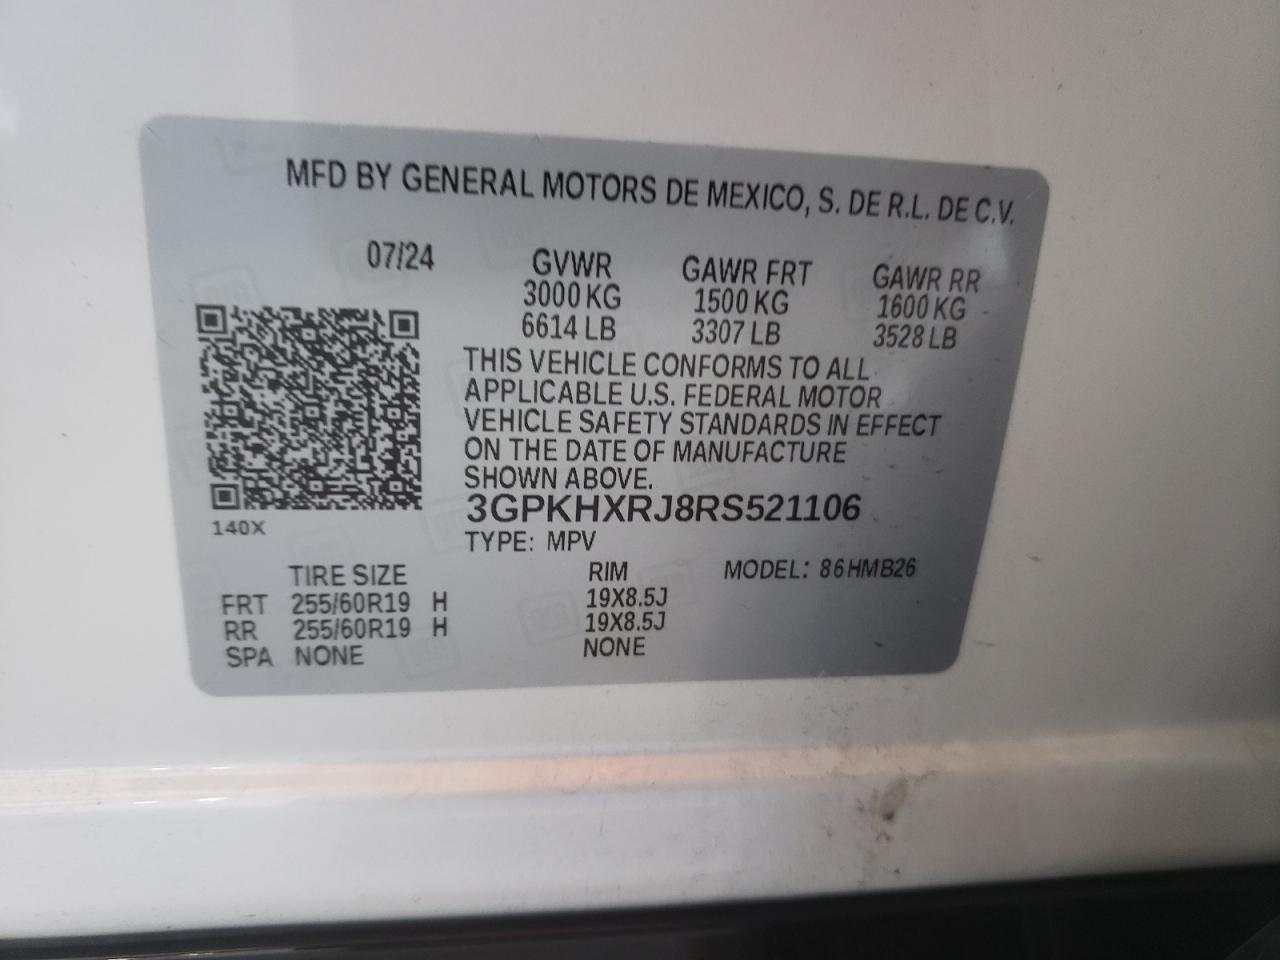 MFD BY GENERAL MOTORS DE MEXICO, S. DE R.L. DE C.V.
07/24 GVWR GAWR FRT GAWR RR
3000 KG 1500 KG 1600 KG
6614 LB 3307 LB 3528 LB
THIS VEHICLE CONFORMS TO ALL
APPLICABLE U.S. FEDERAL MOTOR
VEHICLE SAFETY STANDARDS IN EFFECT
ON THE DATE OF MANUFACTURE
SHOWN ABOVE.
3GPKHXRJ8RS521106
140X
TYPE: MPV
TIRE SIZE RIM MODEL: 86HMB26
FRT 255/60R19 H 19X8.5J
RR 255/60R19 H 19X8.5J
SPA NONE NONE